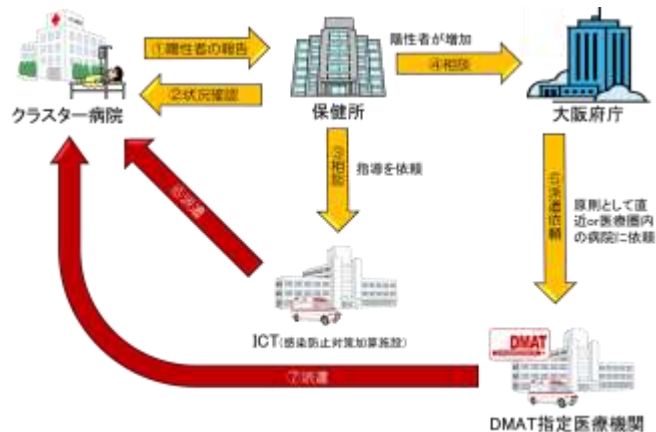 ①陽性者の報告
②状況確認
クラスター病院
保健所
陽性者が増加
④相談
大阪府庁
③相談
指導を依頼
⑤派遣依頼
原則として直
近or医療圏内
の病院に依頼
⑥派遣
ICT(感染防止対策加算施設)
⑦派遣
DMAT
DMAT指定医療機関